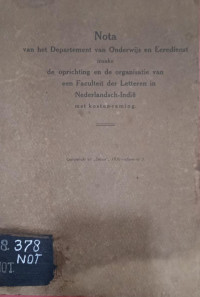 Nota
van het Departement van Onderwijs en Eeredienst
inzake
de oprichting en de organisatie van
een Faculteit der Letteren in
Nederlandsch-Indië
met kostenraming.
378
NOT